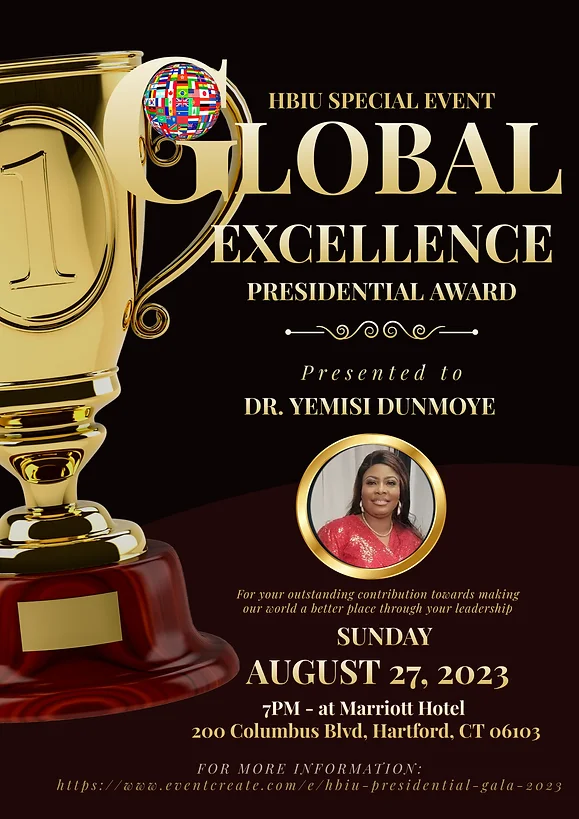 HBIU SPECIAL EVENT
GLOBAL
EXCELLENCE
PRESIDENTIAL AWARD
Presented to
DR. YEMISI DUNMOYE
1
For your outstanding contribution towards making
our world a better place through your leadership
SUNDAY
AUGUST 27, 2023
7PM - at Marriott Hotel
200 Columbus Blvd, Hartford, CT 06103
FOR MORE INFORMATION:
https://www.eventcreate.com/e/hbiu-presidential-gala-2023